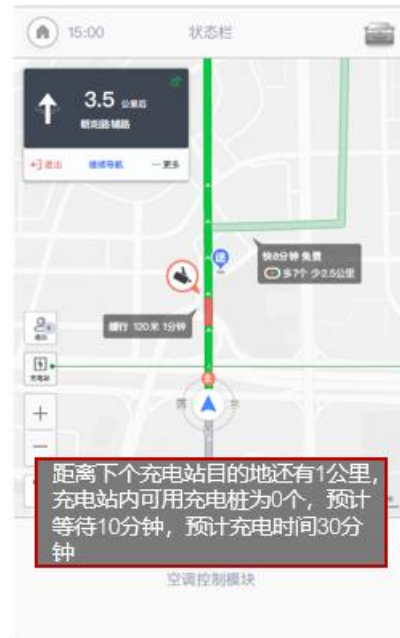 15:00
状态栏
3.5 公里后
朝阳路辅路
退出
继续导航
更多
快8分钟 免费
多7个 少2.5公里
缓行 120米 1分钟
充电站
北
西
东
距离下个充电站目的地还有1公里，
充电站内可用充电桩为0个，预计
等待10分钟，预计充电时间30分
钟
空调控制模块